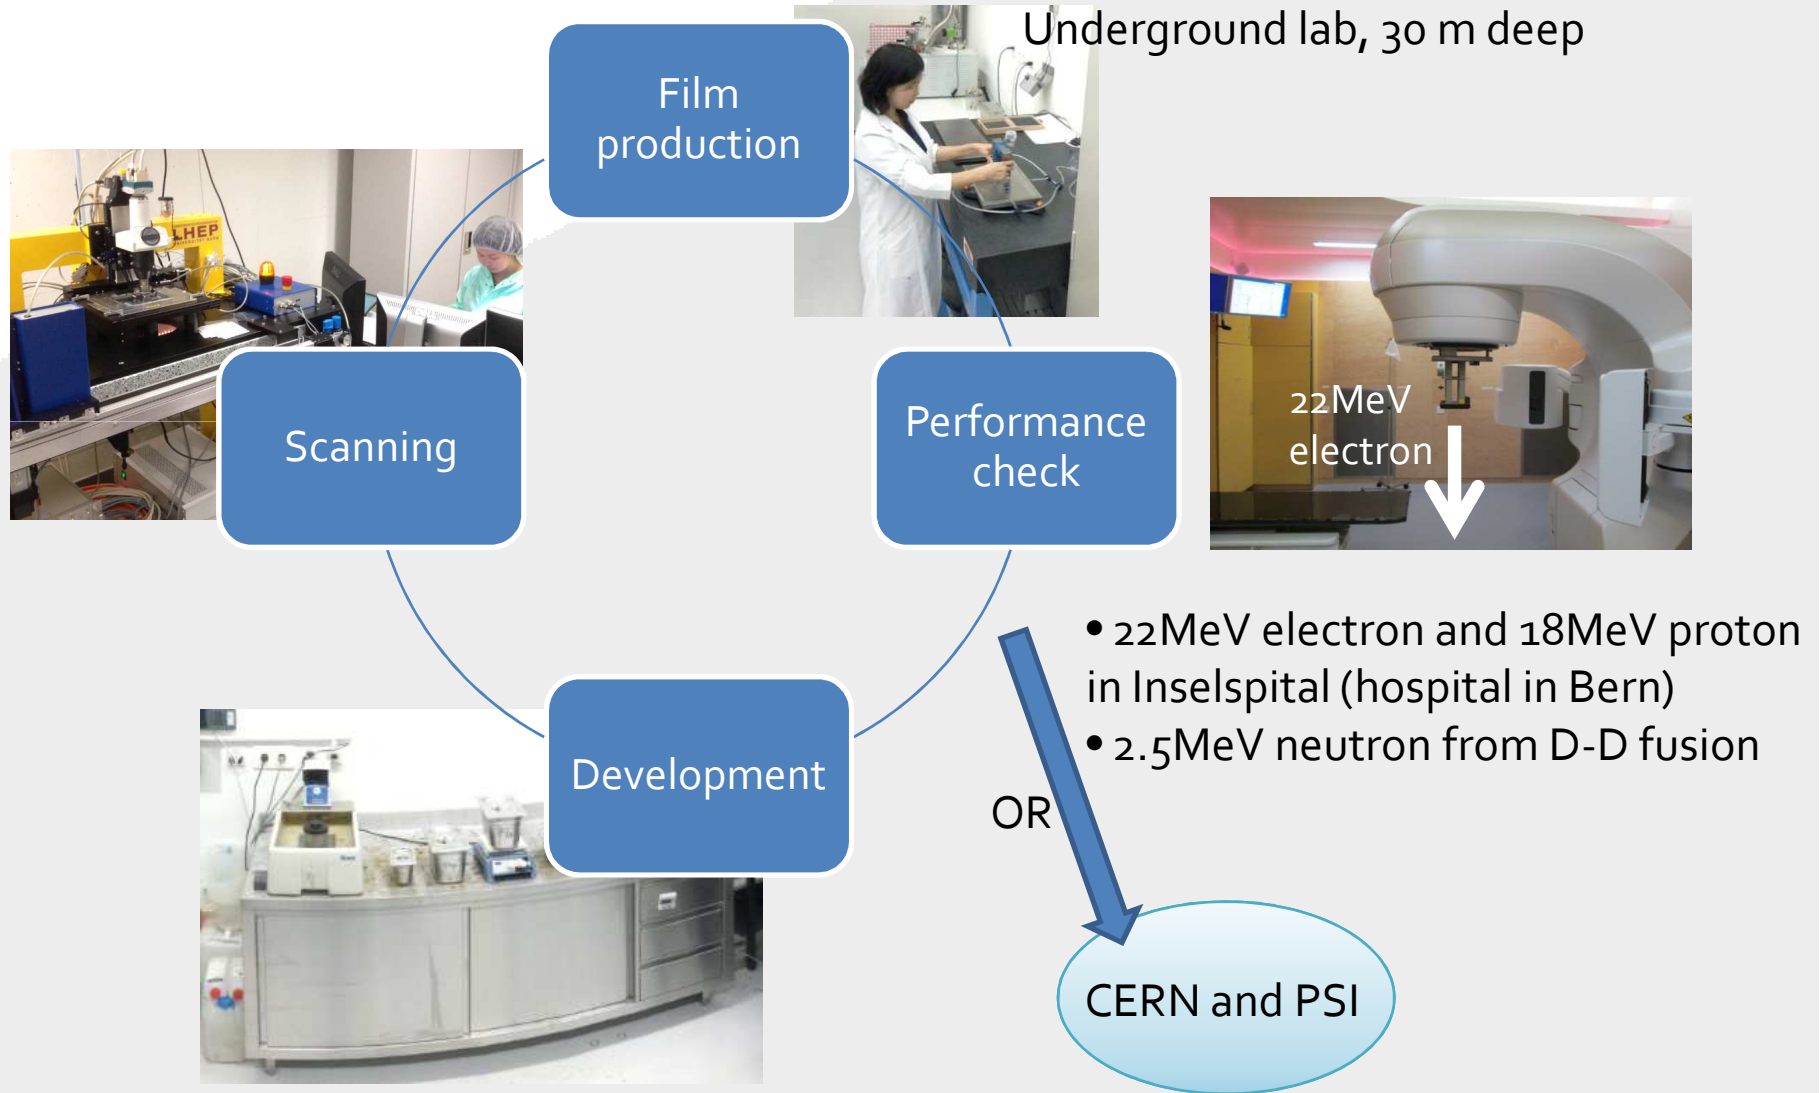 Underground lab, 30 m deep
Film
production
LHEP
Scanning
Performance
check
22MeV
electron
• 22MeV electron and 18MeV proton
in Inselspital (hospital in Bern)
• 2.5MeV neutron from D-D fusion
Development
OR
CERN and PSI